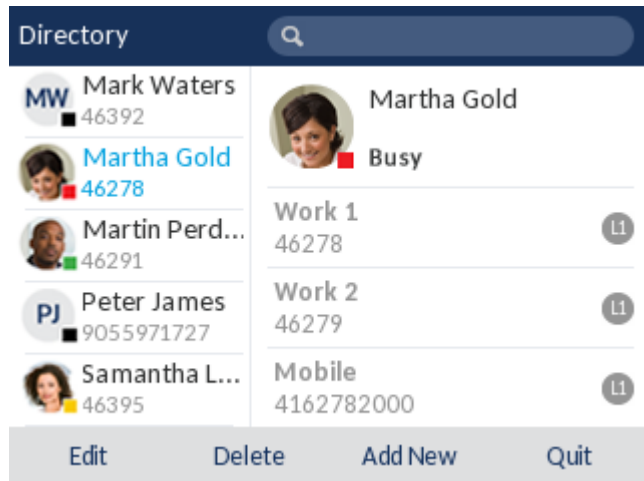 Directory
MW
Mark Waters
46392
Martha Gold
46278
Martin Perd...
46291
PJ
Peter James
9055971727
Samantha L...
46395
Martha Gold
Busy
Work 1
46278
L1
Work 2
46279
L1
Mobile
4162782000
L1
Edit Delete Add New Quit